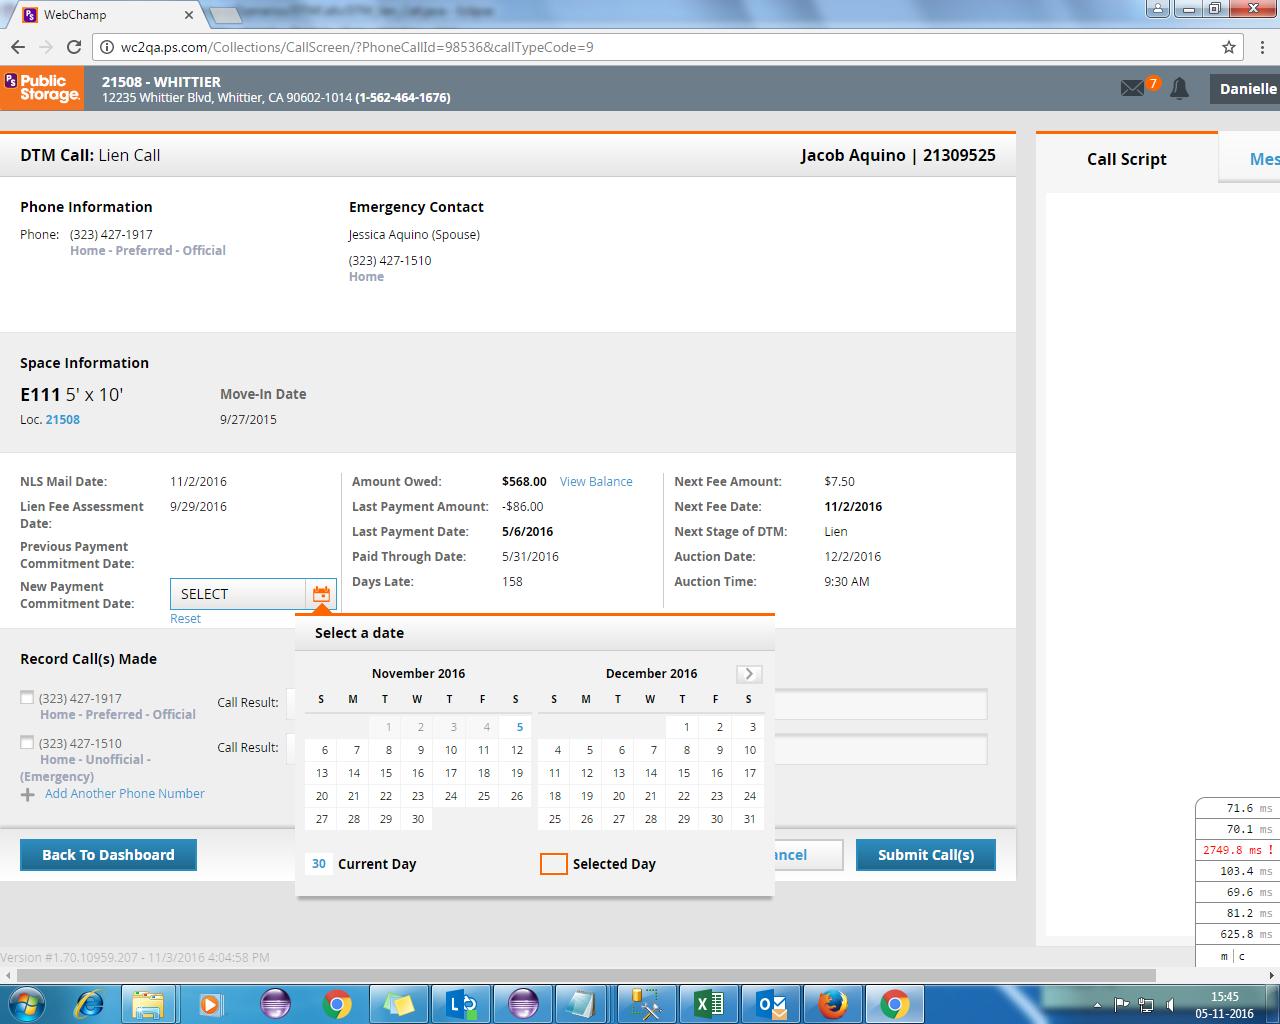 WebChamp
wc2qa.ps.com/Collections/CallScreen/?PhoneCallId=98536&callTypeCode=9
PS Public Storage
21508 - WHITTIER
12235 Whittier Blvd, Whittier, CA 90602-1014 (1-562-464-1676)
7
Danielle
DTM Call: Lien Call
Jacob Aquino | 21309525
Call Script
Mes
Phone Information
Emergency Contact
Phone: (323) 427-1917
Home - Preferred - Official
Jessica Aquino (Spouse)
(323) 427-1510
Home
Space Information
E111 5' x 10'
Move-In Date
Loc. 21508
9/27/2015
NLS Mail Date: 11/2/2016
Lien Fee Assessment Date: 9/29/2016
Previous Payment Commitment Date:
New Payment Commitment Date:
SELECT
Reset
Amount Owed: $568.00 View Balance
Last Payment Amount: -$86.00
Last Payment Date: 5/6/2016
Paid Through Date: 5/31/2016
Days Late: 158
Next Fee Amount: $7.50
Next Fee Date: 11/2/2016
Next Stage of DTM: Lien
Auction Date: 12/2/2016
Auction Time: 9:30 AM
Select a date
November 2016
S M T W T F S
1 2 3 4 5
6 7 8 9 10 11 12
13 14 15 16 17 18 19
20 21 22 23 24 25 26
27 28 29 30
December 2016
S M T W T F S
1 2 3
4 5 6 7 8 9 10
11 12 13 14 15 16 17
18 19 20 21 22 23 24
25 26 27 28 29 30 31
30 Current Day
Selected Day
Record Call(s) Made
(323) 427-1917
Home - Preferred - Official
Call Result:
(323) 427-1510
Home - Unofficial -
(Emergency)
Call Result:
Add Another Phone Number
Back To Dashboard
ncel
Submit Call(s)
71.6 ms
70.1 ms
2749.8 ms !
103.4 ms
69.6 ms
81.2 ms
625.8 ms
m | c
Version #1.70.10959.207 - 11/3/2016 4:04:58 PM
15:45
05-11-2016